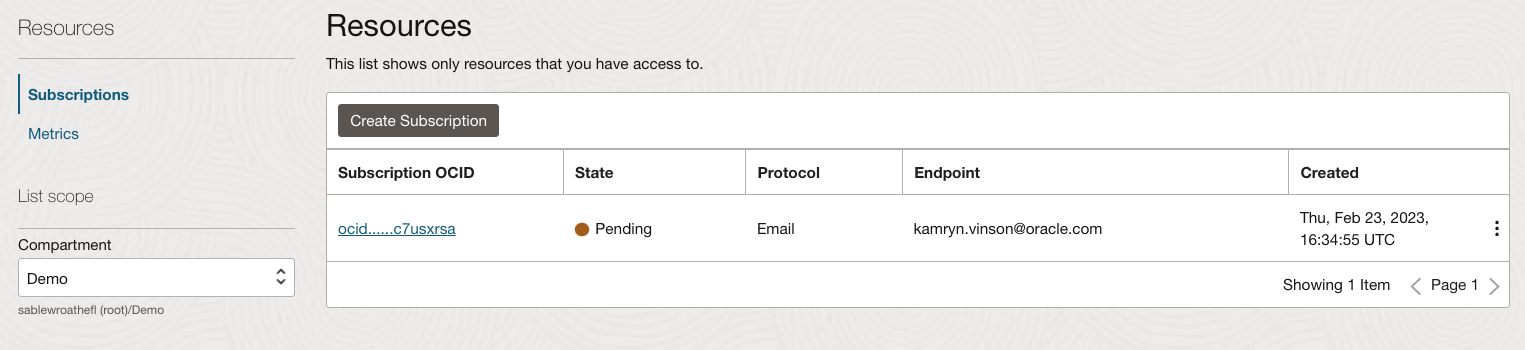 Resources
Subscriptions
Metrics
List scope
Compartment
Demo
sablewroathefl (root)/Demo
Resources
This list shows only resources that you have access to.
Create Subscription
Subscription OCID State Protocol Endpoint Created
ocid......c7usxrsa Pending Email kamryn.vinson@oracle.com Thu, Feb 23, 2023,
16:34:55 UTC
Showing 1 Item Page 1